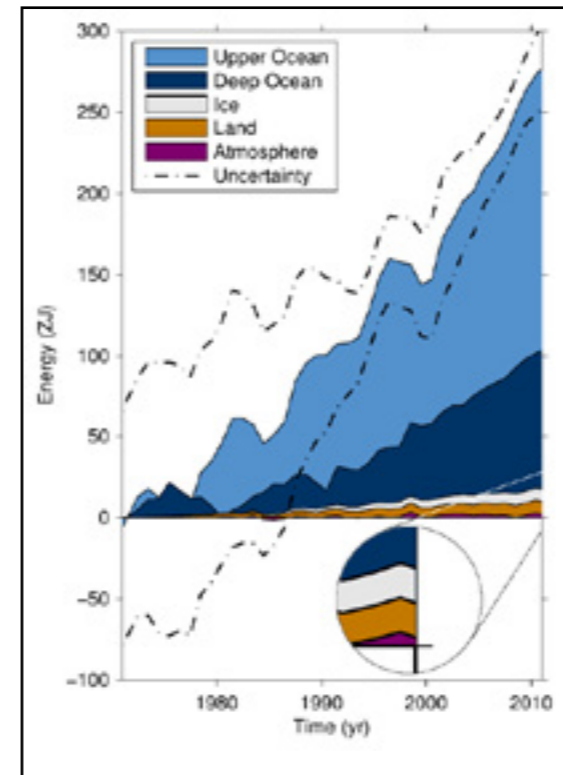 300
Upper Ocean
Deep Ocean
Ice
Land
Atmosphere
Uncertainty
250
200
150
100
50
0
−50
−100
Energy (ZJ)
1980 1990 2000 2010
Time (yr)